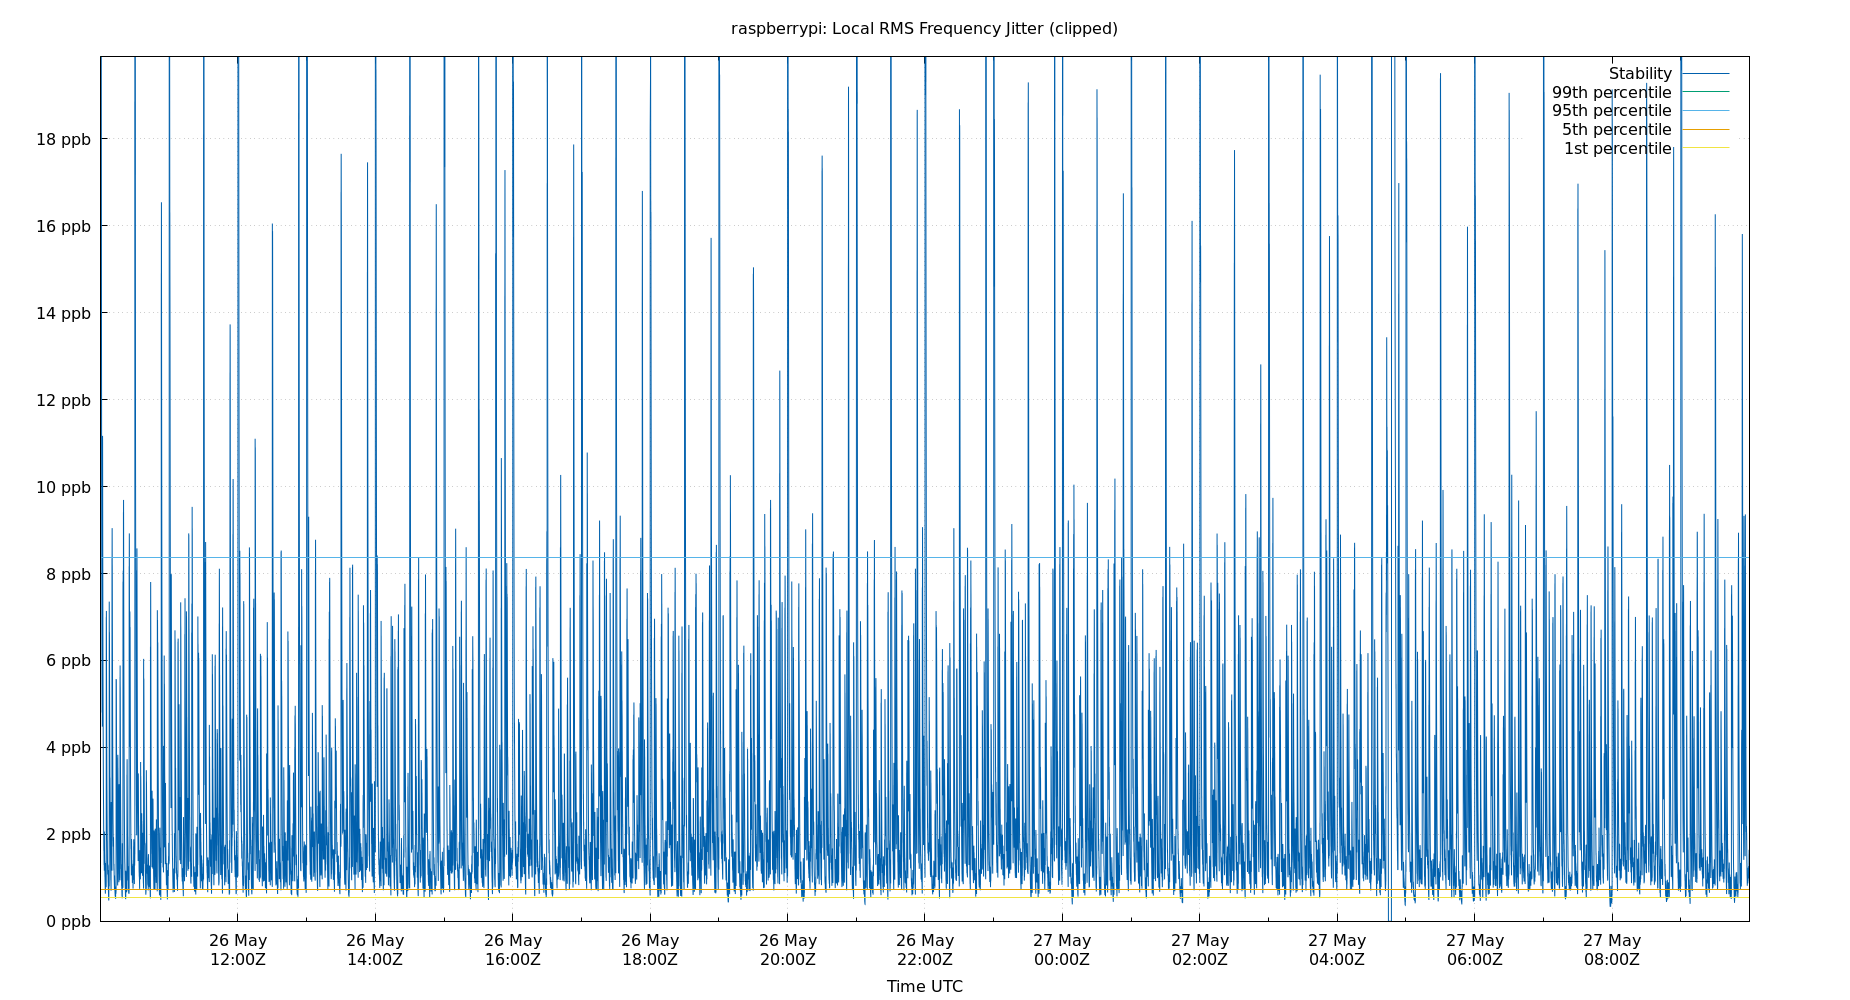 raspberrypi: Local RMS Frequency Jitter (clipped)
Stability
99th percentile
95th percentile
5th percentile
1st percentile
18 ppb
16 ppb
14 ppb
12 ppb
10 ppb
8 ppb
6 ppb
4 ppb
2 ppb
0 ppb
26 May 26 May 26 May 26 May 26 May 26 May 27 May 27 May 27 May 27 May 27 May
12:00Z 14:00Z 16:00Z 18:00Z 20:00Z 22:00Z 00:00Z 02:00Z 04:00Z 06:00Z 08:00Z
Time UTC